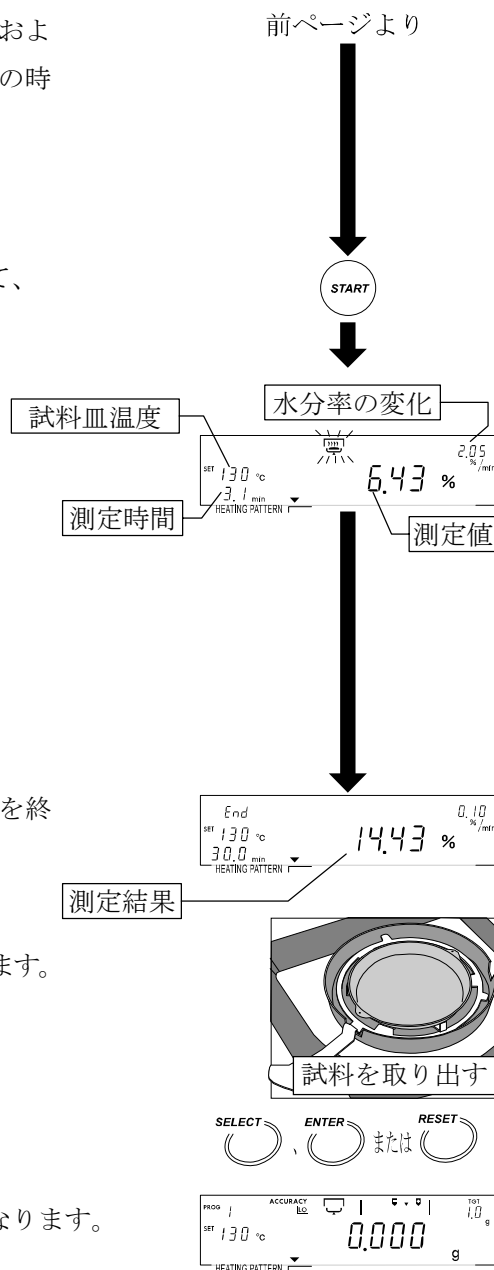 およ
の時
て、
を終
ます。
なります。
前ページより
START
水分率の変化
試料皿温度
測定時間
測定値
2.05 %/min
SET 130 ℃
6.43 %
3.1 min
HEATING PATTERN
End
0.10 %/min
SET 130 ℃
14.43 %
30.0 min
HEATING PATTERN
測定結果
試料を取り出す
SELECT 、 ENTER または RESET
PROG 1 ACCURACY LO TGT 1.0 g
SET 130 ℃
0.000 g
HEATING PATTERN